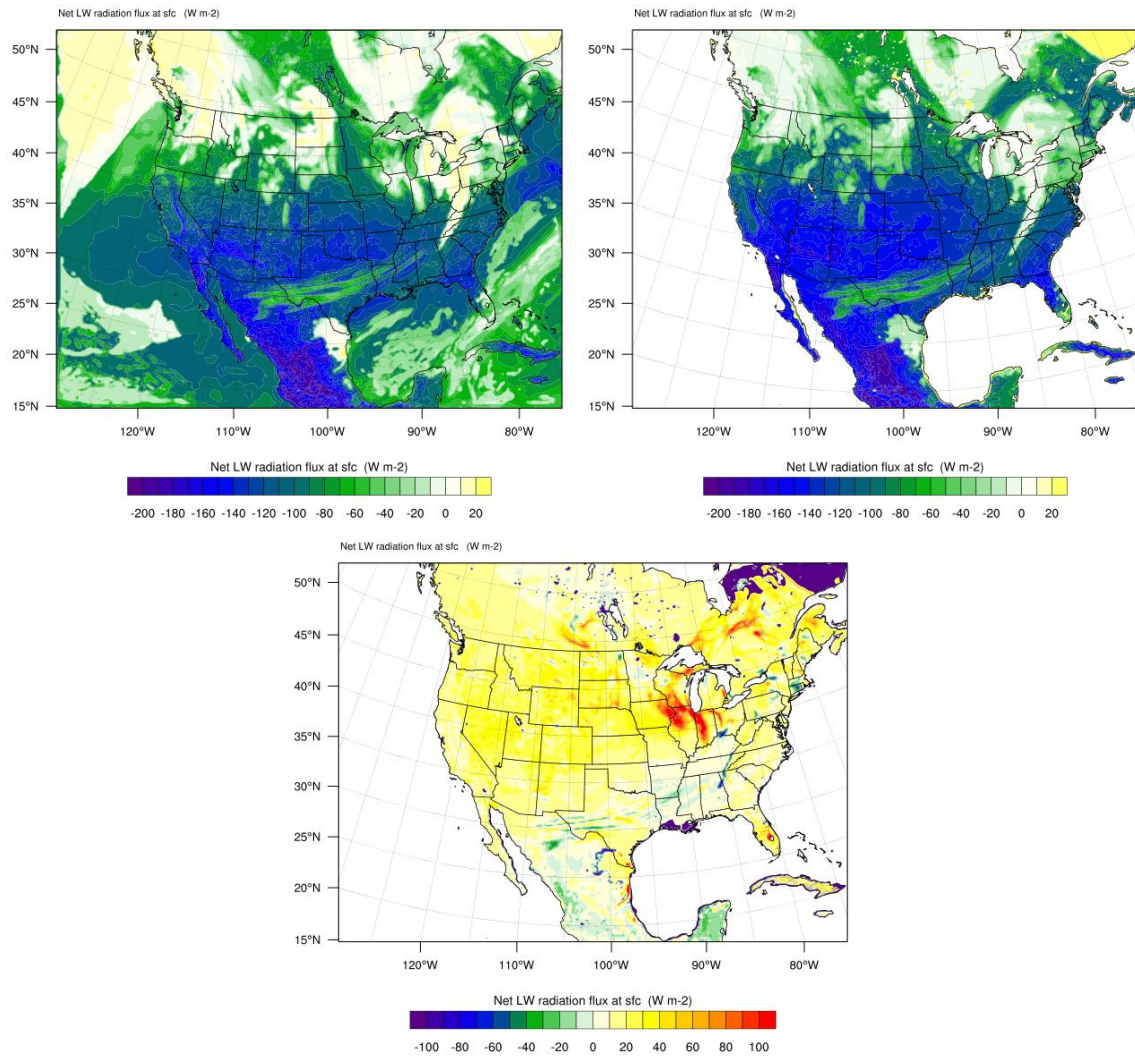 Net LW radiation flux at sfc (W m-2)
50°N
45°N
40°N
35°N
30°N
25°N
20°N
15°N
120°W 110°W 100°W 90°W 80°W
Net LW radiation flux at sfc (W m-2)
-200 -180 -160 -140 -120 -100 -80 -60 -40 -20 0 20
Net LW radiation flux at sfc (W m-2)
50°N
45°N
40°N
35°N
30°N
25°N
20°N
15°N
120°W 110°W 100°W 90°W 80°W
Net LW radiation flux at sfc (W m-2)
-200 -180 -160 -140 -120 -100 -80 -60 -40 -20 0 20
Net LW radiation flux at sfc (W m-2)
50°N
45°N
40°N
35°N
30°N
25°N
20°N
15°N
120°W 110°W 100°W 90°W 80°W
Net LW radiation flux at sfc (W m-2)
-100 -80 -60 -40 -20 0 20 40 60 80 100